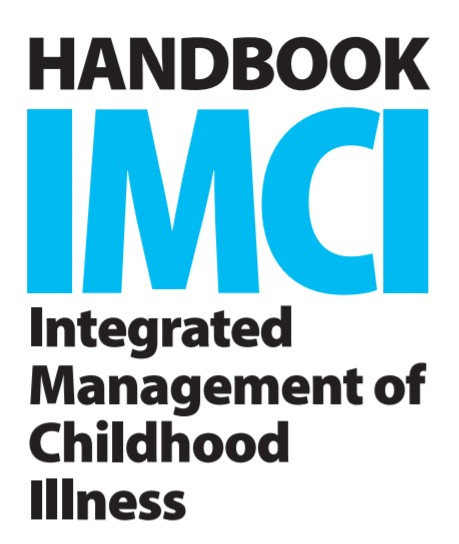 HANDBOOK
IMCI
Integrated
Management of
Childhood
Illness